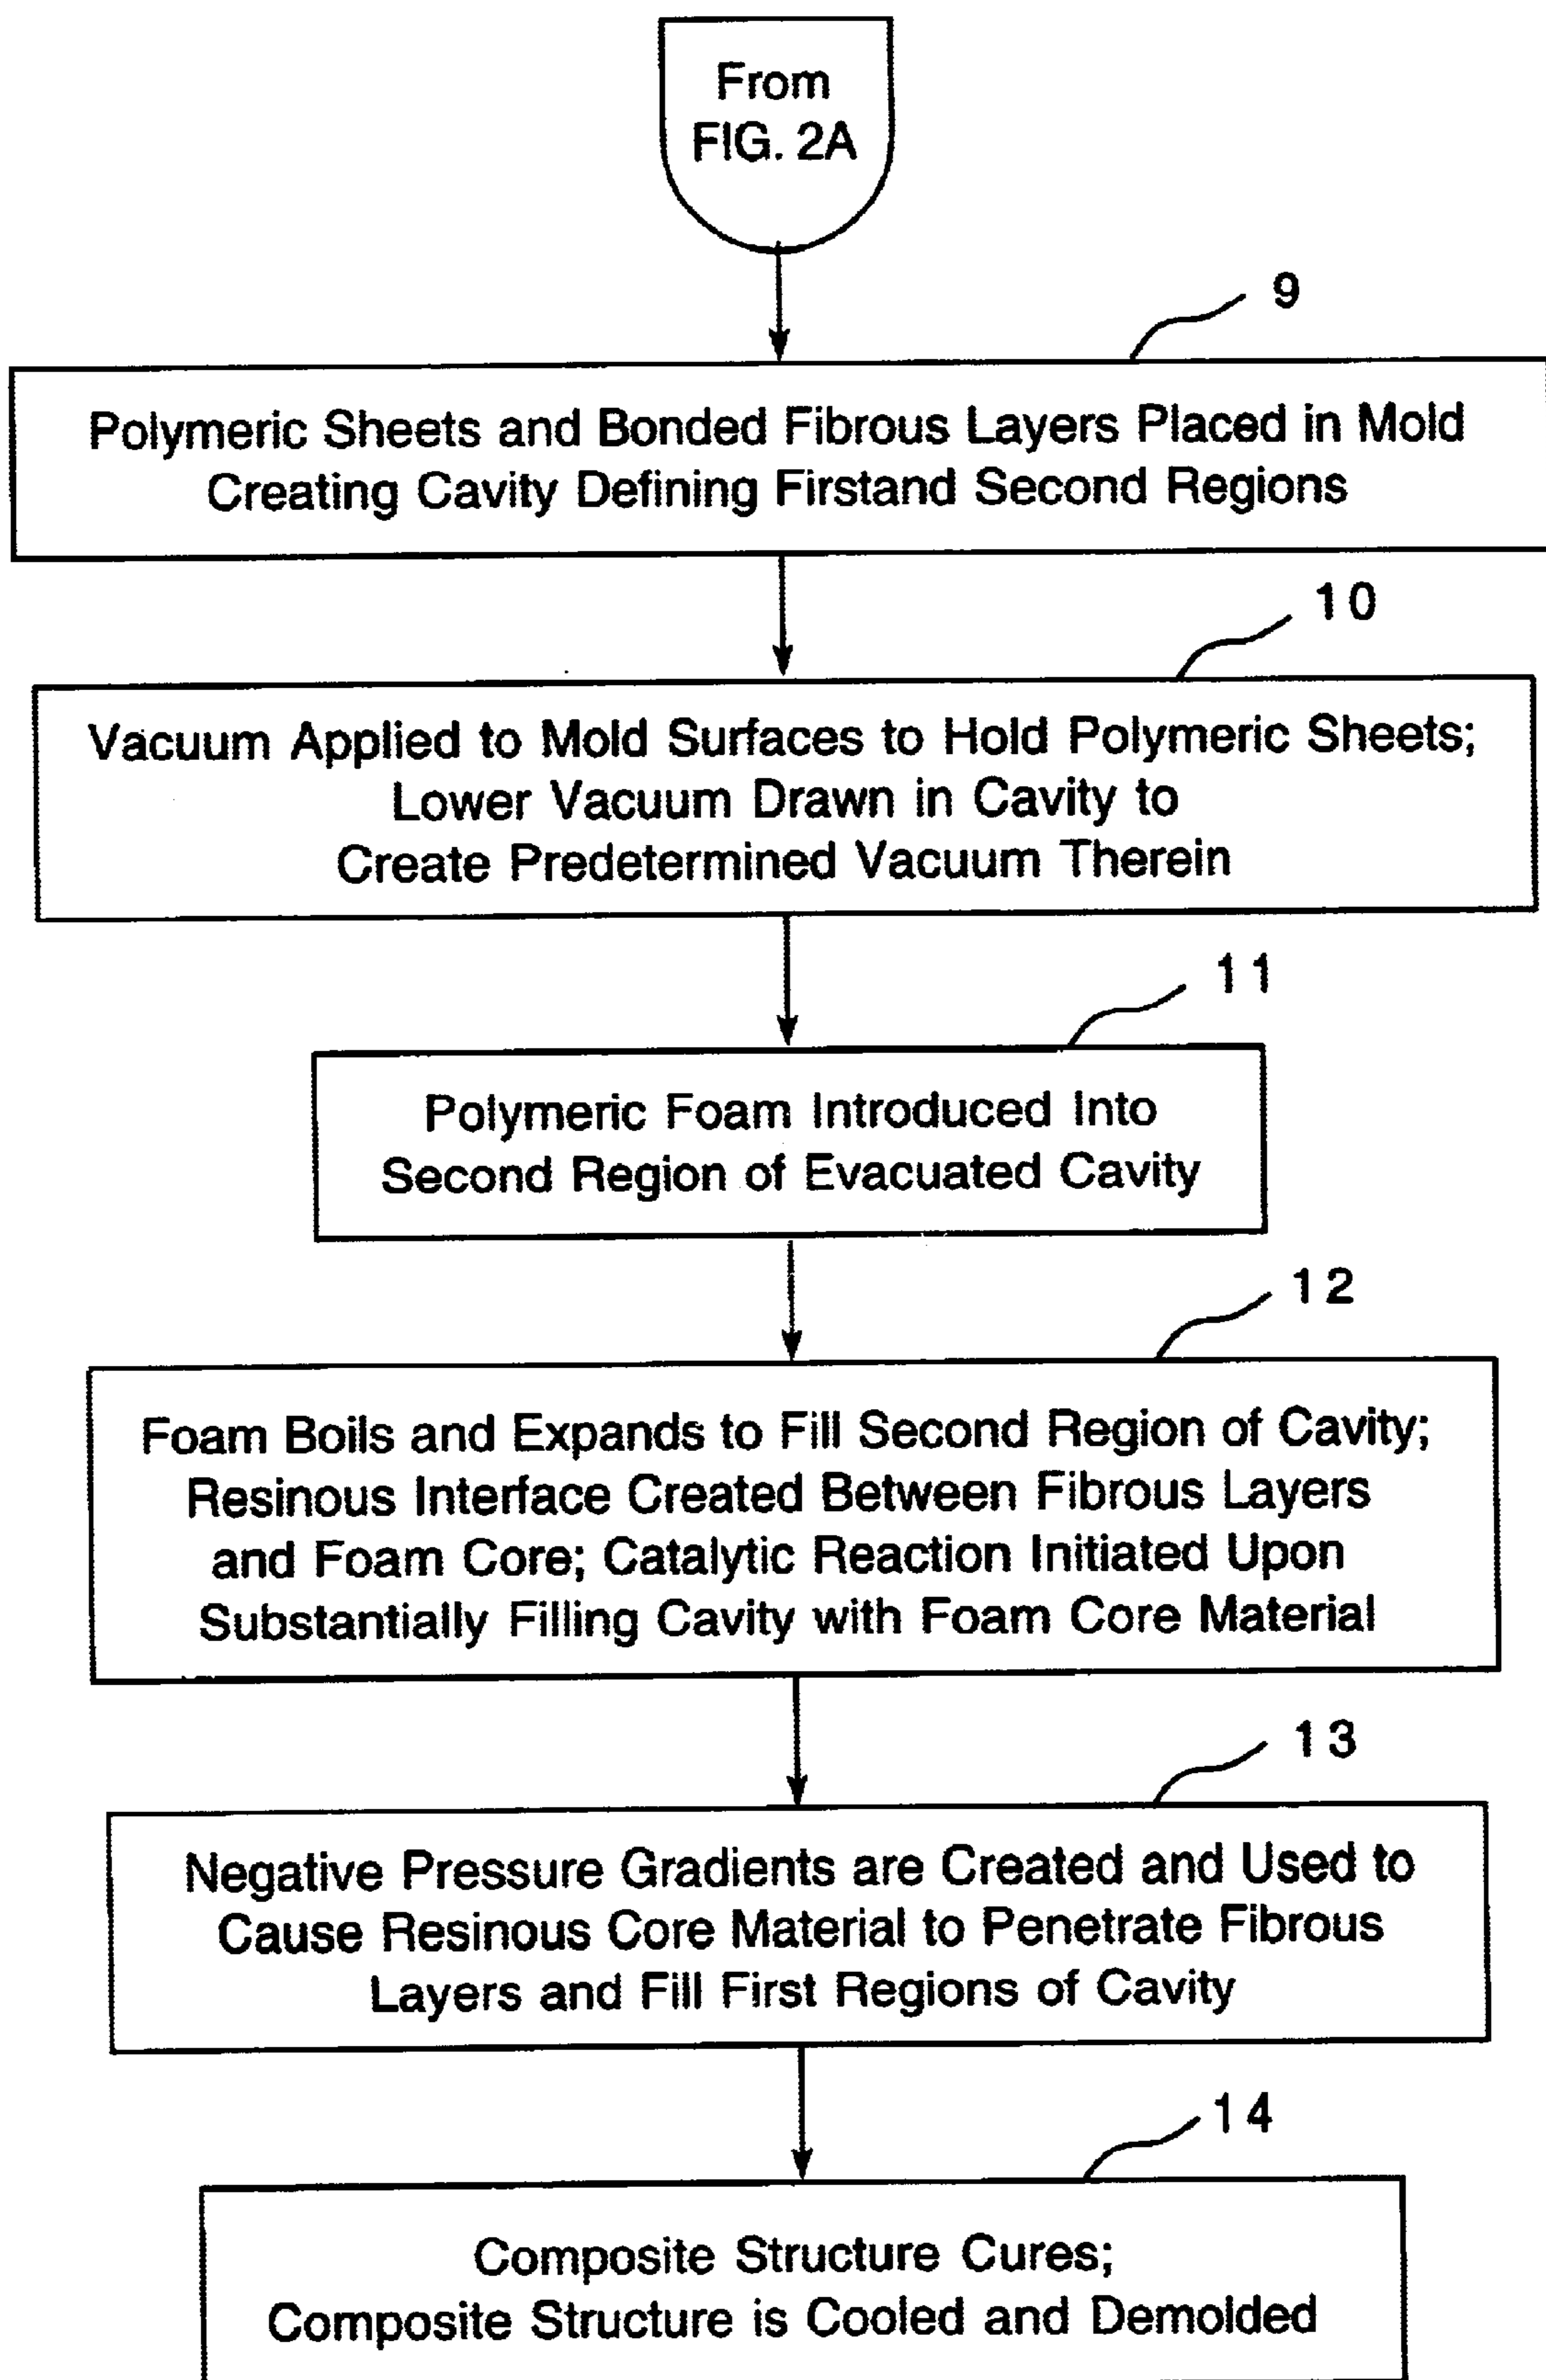 From
FIG. 2A
9
Polymeric Sheets and Bonded Fibrous Layers Placed in Mold
Creating Cavity Defining Firstand Second Regions
10
Vacuum Applied to Mold Surfaces to Hold Polymeric Sheets;
Lower Vacuum Drawn in Cavity to
Create Predetermined Vacuum Therein
11
Polymeric Foam Introduced Into
Second Region of Evacuated Cavity
12
Foam Boils and Expands to Fill Second Region of Cavity;
Resinous Interface Created Between Fibrous Layers
and Foam Core; Catalytic Reaction Initiated Upon
Substantially Filling Cavity with Foam Core Material
13
Negative Pressure Gradients are Created and Used to
Cause Resinous Core Material to Penetrate Fibrous
Layers and Fill First Regions of Cavity
14
Composite Structure Cures;
Composite Structure is Cooled and Demolded